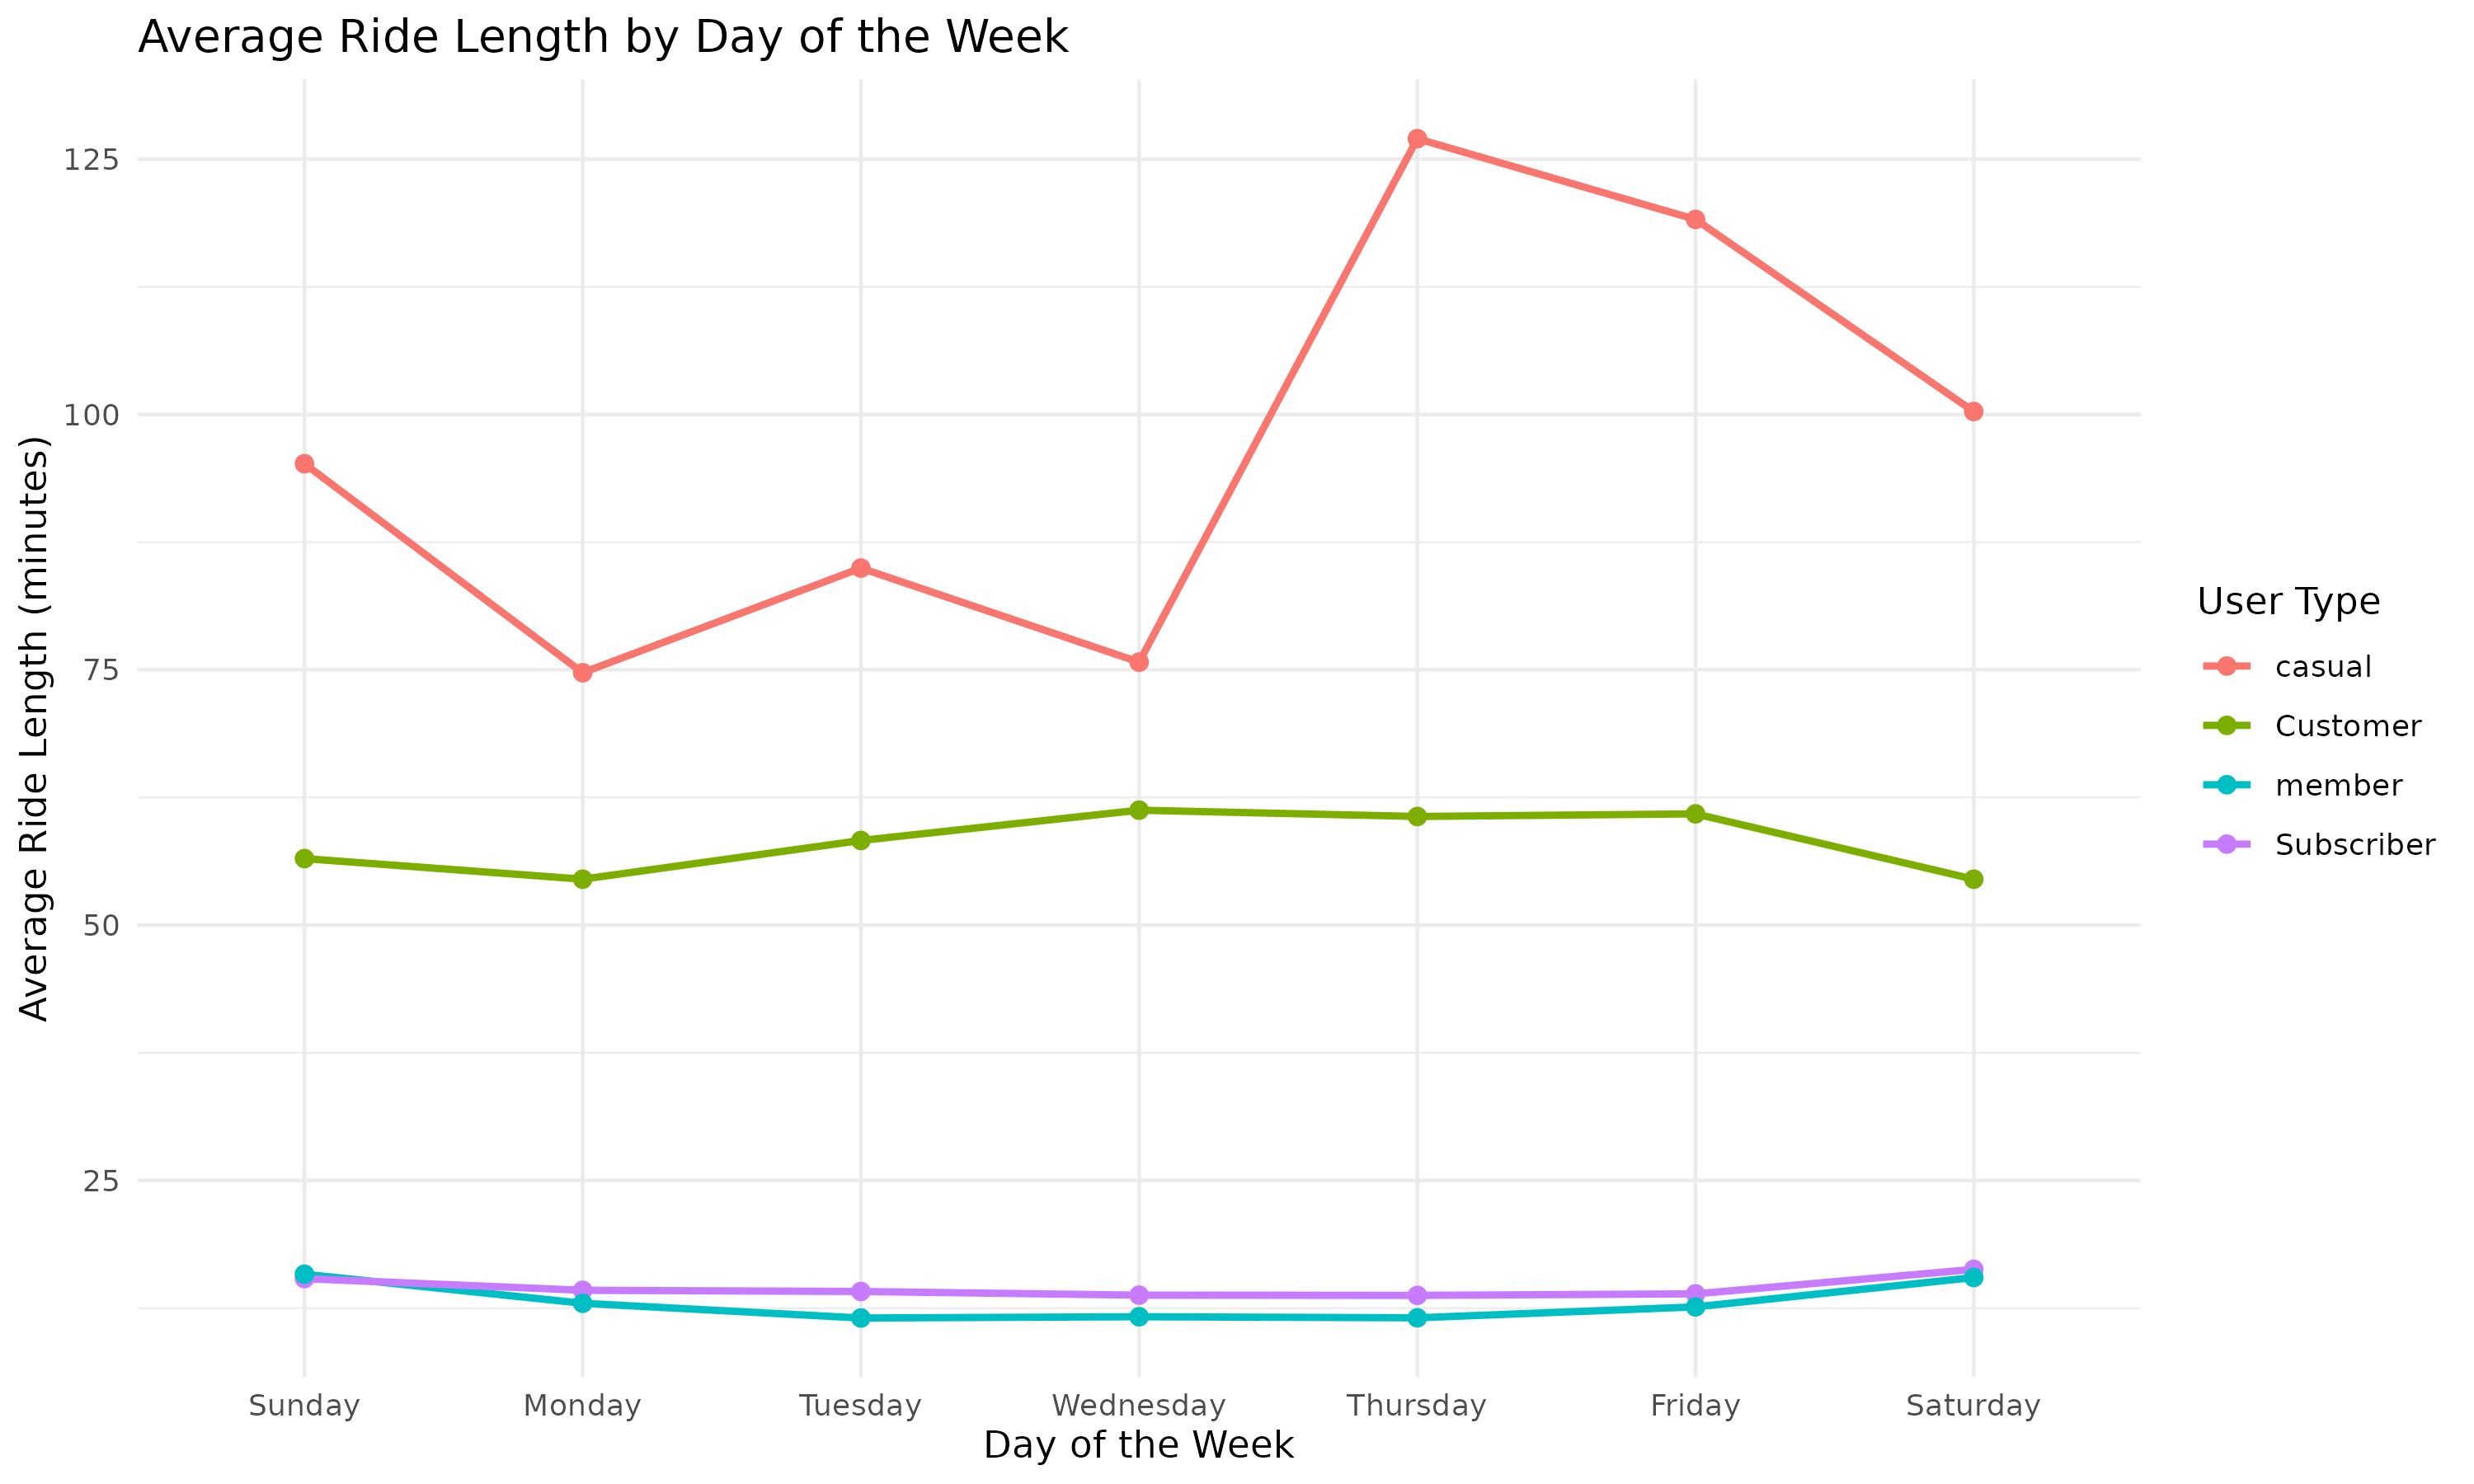 Average Ride Length by Day of the Week
Average Ride Length (minutes)
125
100
75
50
25
Sunday Monday Tuesday Wednesday Thursday Friday Saturday
Day of the Week
User Type
casual
Customer
member
Subscriber